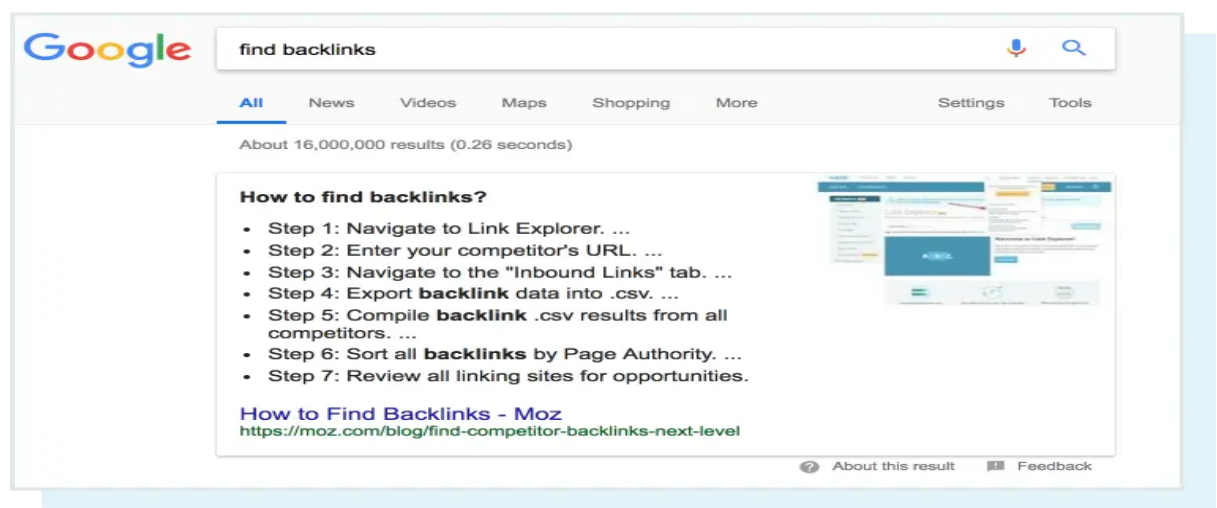 Google
find backlinks
All News Videos Maps Shopping More Settings Tools
About 16,000,000 results (0.26 seconds)
How to find backlinks?
• Step 1: Navigate to Link Explorer. ...
• Step 2: Enter your competitor's URL. ...
• Step 3: Navigate to the "Inbound Links" tab. ...
• Step 4: Export backlink data into .csv. ...
• Step 5: Compile backlink .csv results from all
competitors. ...
• Step 6: Sort all backlinks by Page Authority. ...
• Step 7: Review all linking sites for opportunities.
How to Find Backlinks - Moz
https://moz.com/blog/find-competitor-backlinks-next-level
About this result Feedback